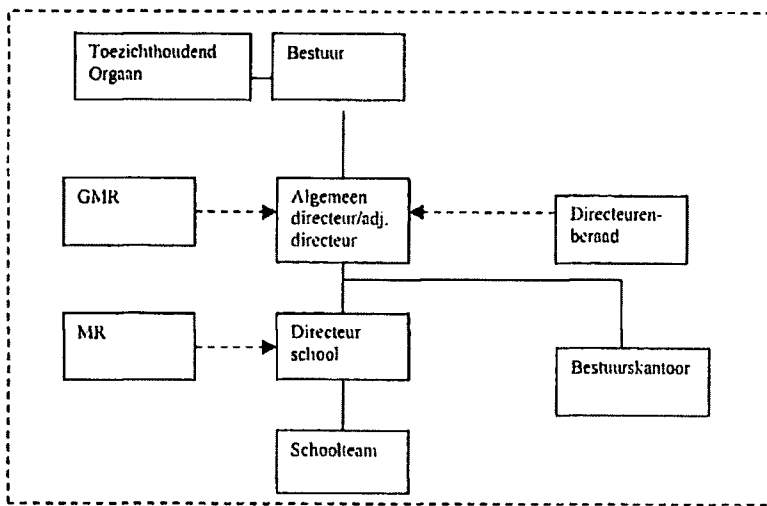 Toezichthoudend
Orgaan
Bestuur
GMR
Algemeen
directeur/adj.
directeur
Directeuren-
beraad
MR
Directeur
school
Bestuurskantoor
Schoolteam